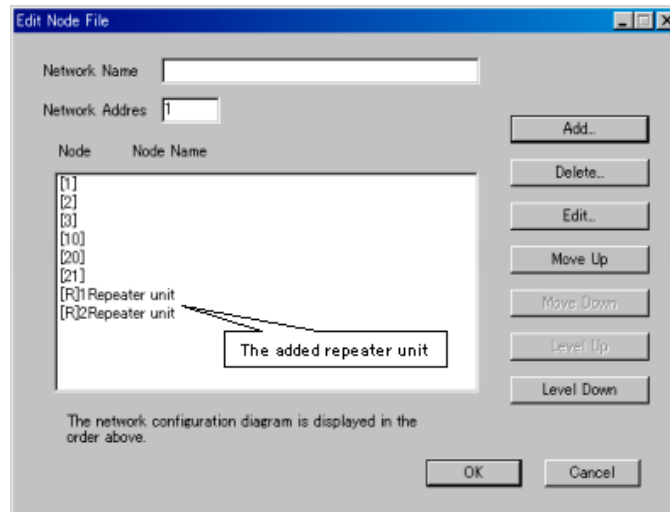 Edit Node File
Network Name
Network Addres 1
Add..
Node Node Name
Delete..
[1]
[2]
[3]
Edit..
[10]
[20]
Move Up
[21]
[R]1Repeater unit
Move Down
[R]2Repeater unit
The added repeater unit
Level Up
Level Down
The network configuration diagram is displayed in the
order above.
OK Cancel